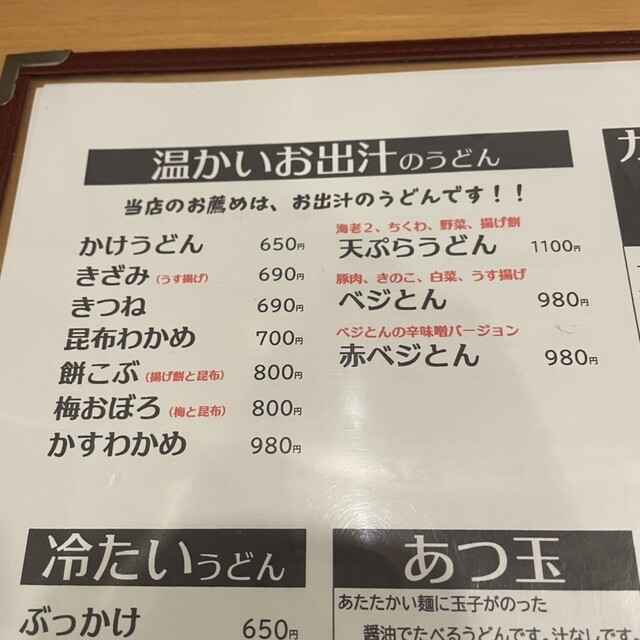 温かいお出汁のうどん
当店のお薦めは、お出汁のうどんです！！
かけうどん 650円
きざみ（うす揚げ） 690円
きつね 690円
昆布わかめ 700円
餅こぶ（揚げ餅と昆布） 800円
梅おぼろ（梅と昆布） 800円
かすわかめ 980円
海老２、ちくわ、野菜、揚げ餅
天ぷらうどん 1100円
豚肉、きのこ、白菜、うす揚げ
ベジとん 980円
ベジとんの辛味噌バージョン
赤ベジとん 980円
冷たいうどん
ぶっかけ 650円
あつ玉
あたたかい麺に玉子がのった
醤油でたべるうどんです。汁なしです。